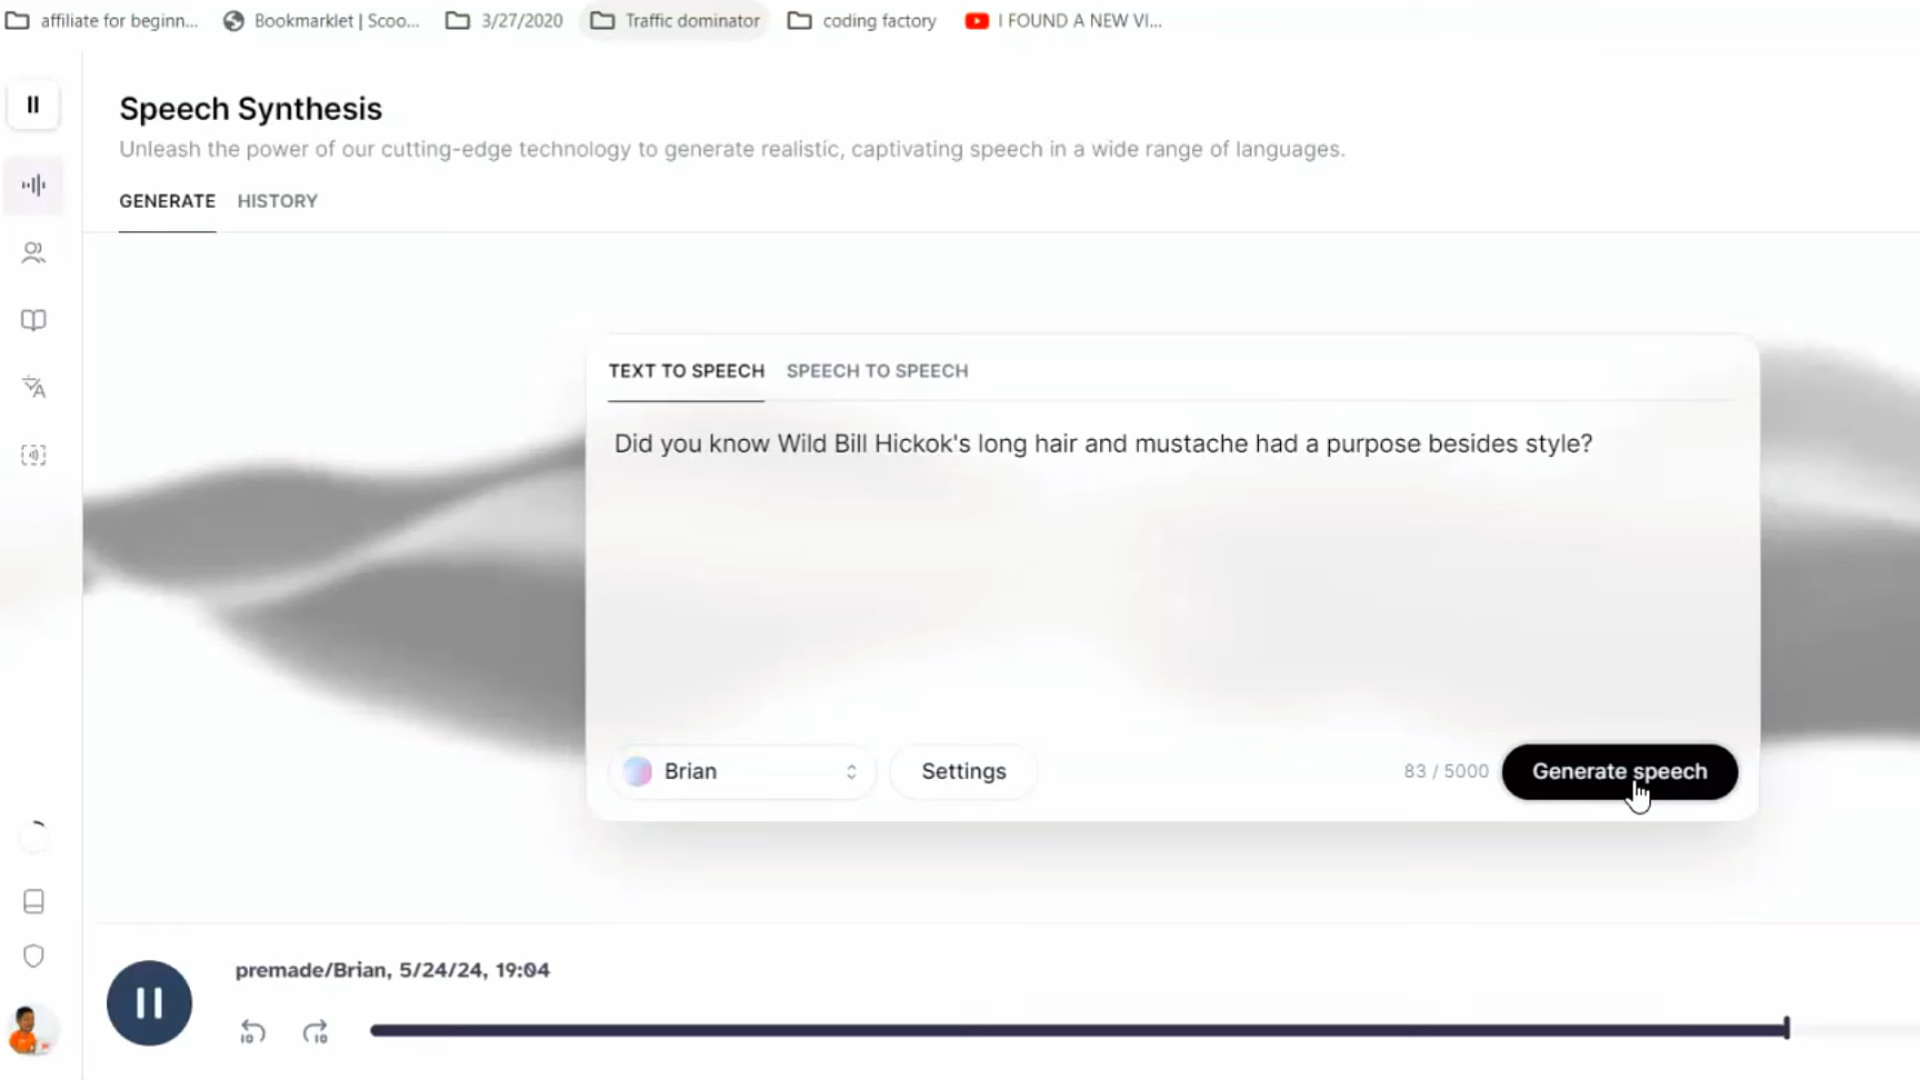 affiliate for beginn...
Bookmarklet | Scoo...
3/27/2020
Traffic dominator
coding factory
I FOUND A NEW VI...
Speech Synthesis
Unleash the power of our cutting-edge technology to generate realistic, captivating speech in a wide range of languages.
GENERATE
HISTORY
TEXT TO SPEECH
SPEECH TO SPEECH
Did you know Wild Bill Hickok's long hair and mustache had a purpose besides style?
Brian
Settings
83 / 5000
Generate speech
premade/Brian, 5/24/24, 19:04
10
10